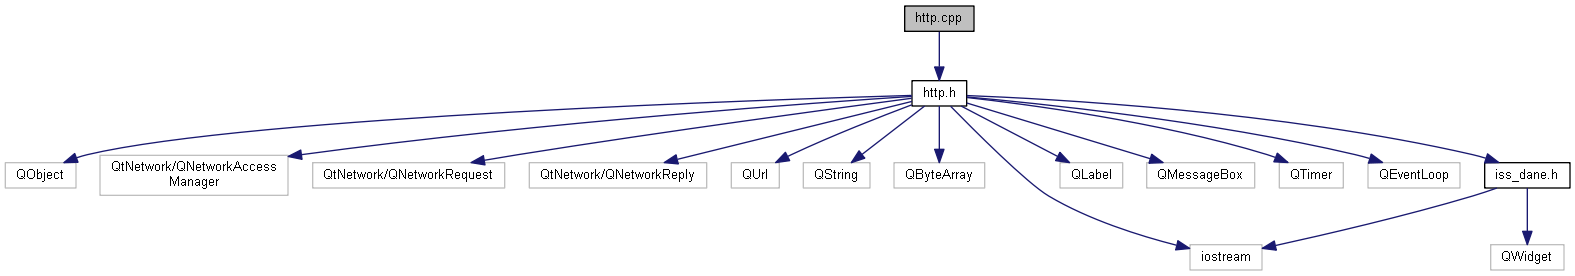 http.cpp
http.h
QObject
QtNetwork/QNetworkAccess
Manager
QtNetwork/QNetworkRequest
QtNetwork/QNetworkReply
QUrl
QString
QByteArray
QLabel
QMessageBox
QTimer
QEventLoop
iss_dane.h
iostream
QWidget